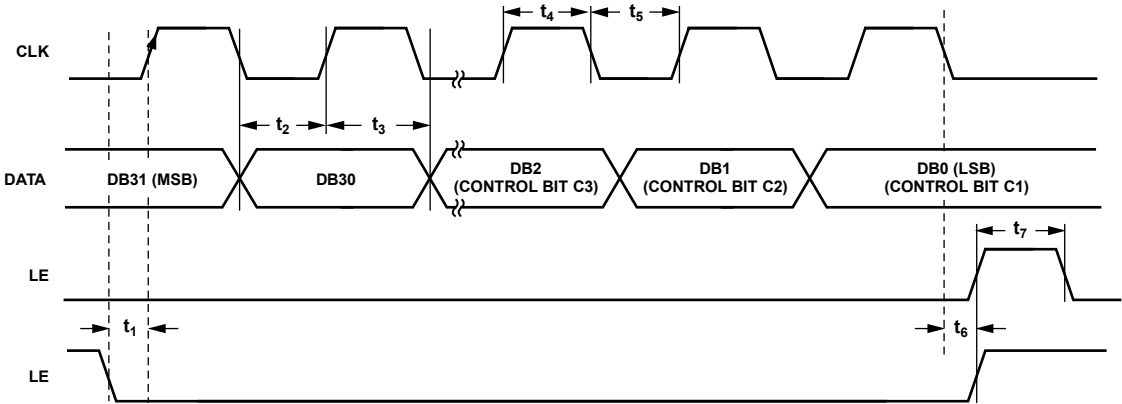 t4 t5
CLK
t2 t3
DATA DB31 (MSB) DB30 DB2 DB1 DB0 (LSB)
(CONTROL BIT C3) (CONTROL BIT C2) (CONTROL BIT C1)
t7
LE
t1 t6
LE